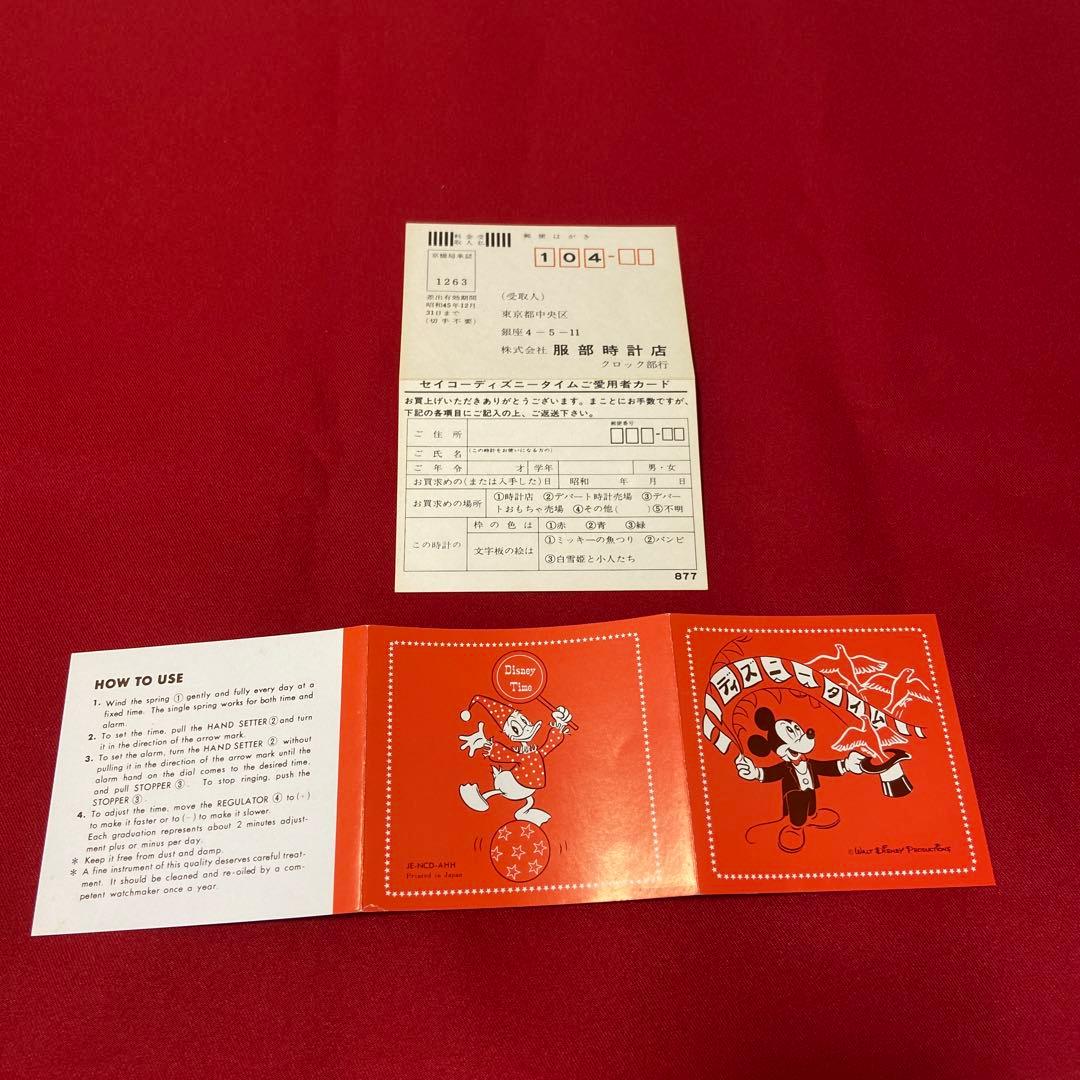 料金受
取人払
郵便はがき
京橋局承認
1263
104-
差出有効期間
昭和45年12月
31日まで
(切手不要)
(受取人)
東京都中央区
銀座4-5-11
株式会社 服部時計店
クロック部行
セイコーディズニータイムご愛用者カード
お買上げいただきありがとうございます。まことにお手数ですが、
下記の各項目にご記入の上、ご返送下さい。
ご住所
郵便番号
ご氏名 (この時計をお使いになる方の)
ご年令 才 学年 男・女
お買求めの(または入手した)日 昭和 年 月 日
お買求めの場所 ①時計店 ②デパート時計売場 ③デパー
トおもちゃ売場 ④その他( ) ⑤不明
この時計の 枠の色は ①赤 ②青 ③緑
文字板の絵は ①ミッキーの魚つり ②バンビ
③白雪姫と小人たち
877
HOW TO USE
1- Wind the spring ① gently and fully every day at a
fixed time. The single spring works for both time and
alarm.
2. To set the time, pull the HAND SETTER ② and turn
it in the direction of the arrow mark.
3. To set the alarm, turn the HAND SETTER ② without
pulling it in the direction of the arrow mark until the
alarm hand on the dial comes to the desired time,
and pull STOPPER ③. To stop ringing, push the
STOPPER ③.
4. To adjust the time, move the REGULATOR ④ to (+)
to make it faster or to (-) to make it slower.
Each graduation represents about 2 minutes adjust-
ment plus or minus per day.
* Keep it free from dust and damp.
* A fine instrument of this quality deserves careful treat-
ment. It should be cleaned and re-oiled by a com-
petent watchmaker once a year.
Disney
Time
JE-NCD-AHH
Printed in Japan
ディズニータイム
© WALT DISNEY PRODUCTIONS